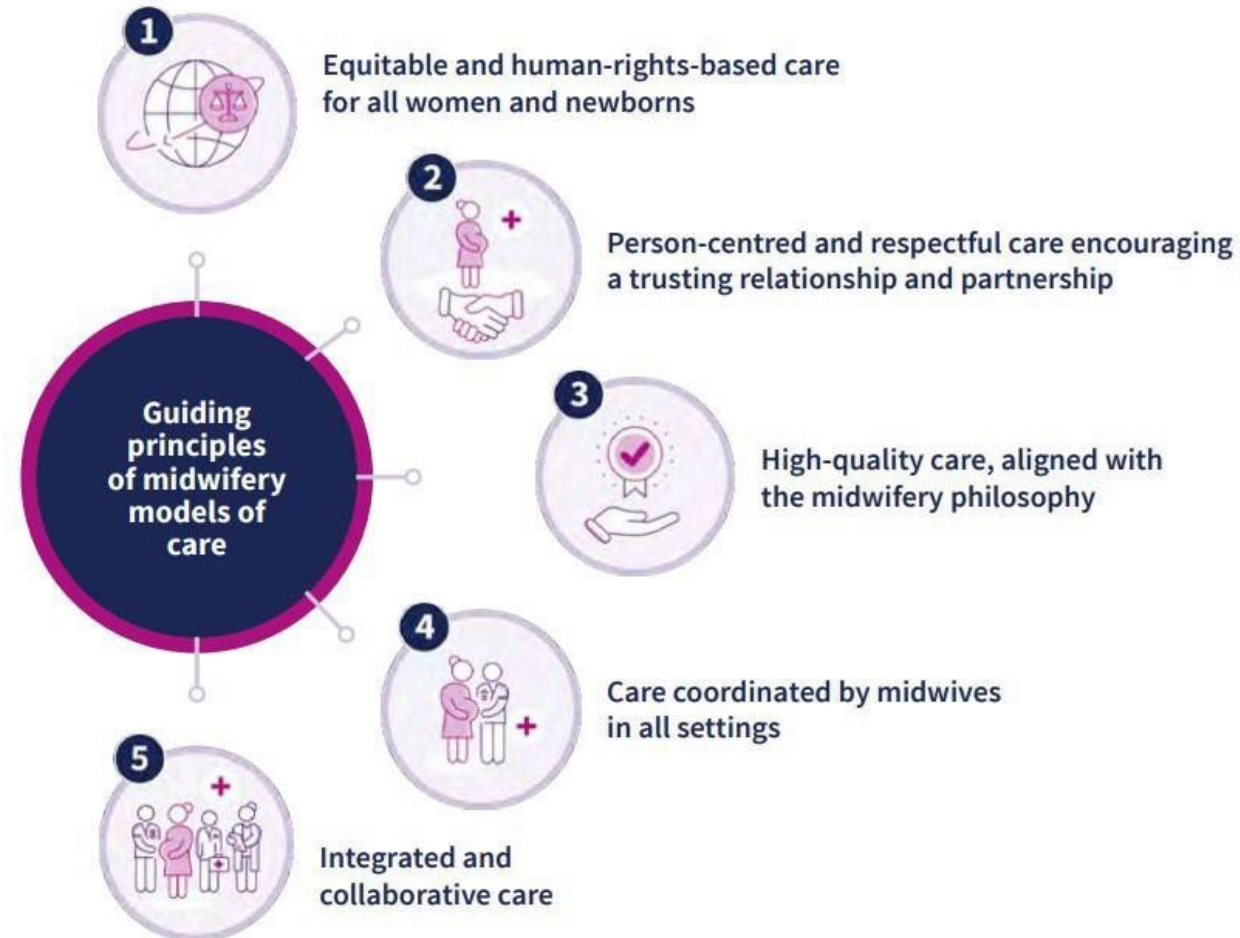 1
Equitable and human-rights-based care
for all women and newborns
2
Person-centred and respectful care encouraging
a trusting relationship and partnership
Guiding
principles
of midwifery
models of
care
3
High-quality care, aligned with
the midwifery philosophy
4
Care coordinated by midwives
in all settings
5
Integrated and
collaborative care